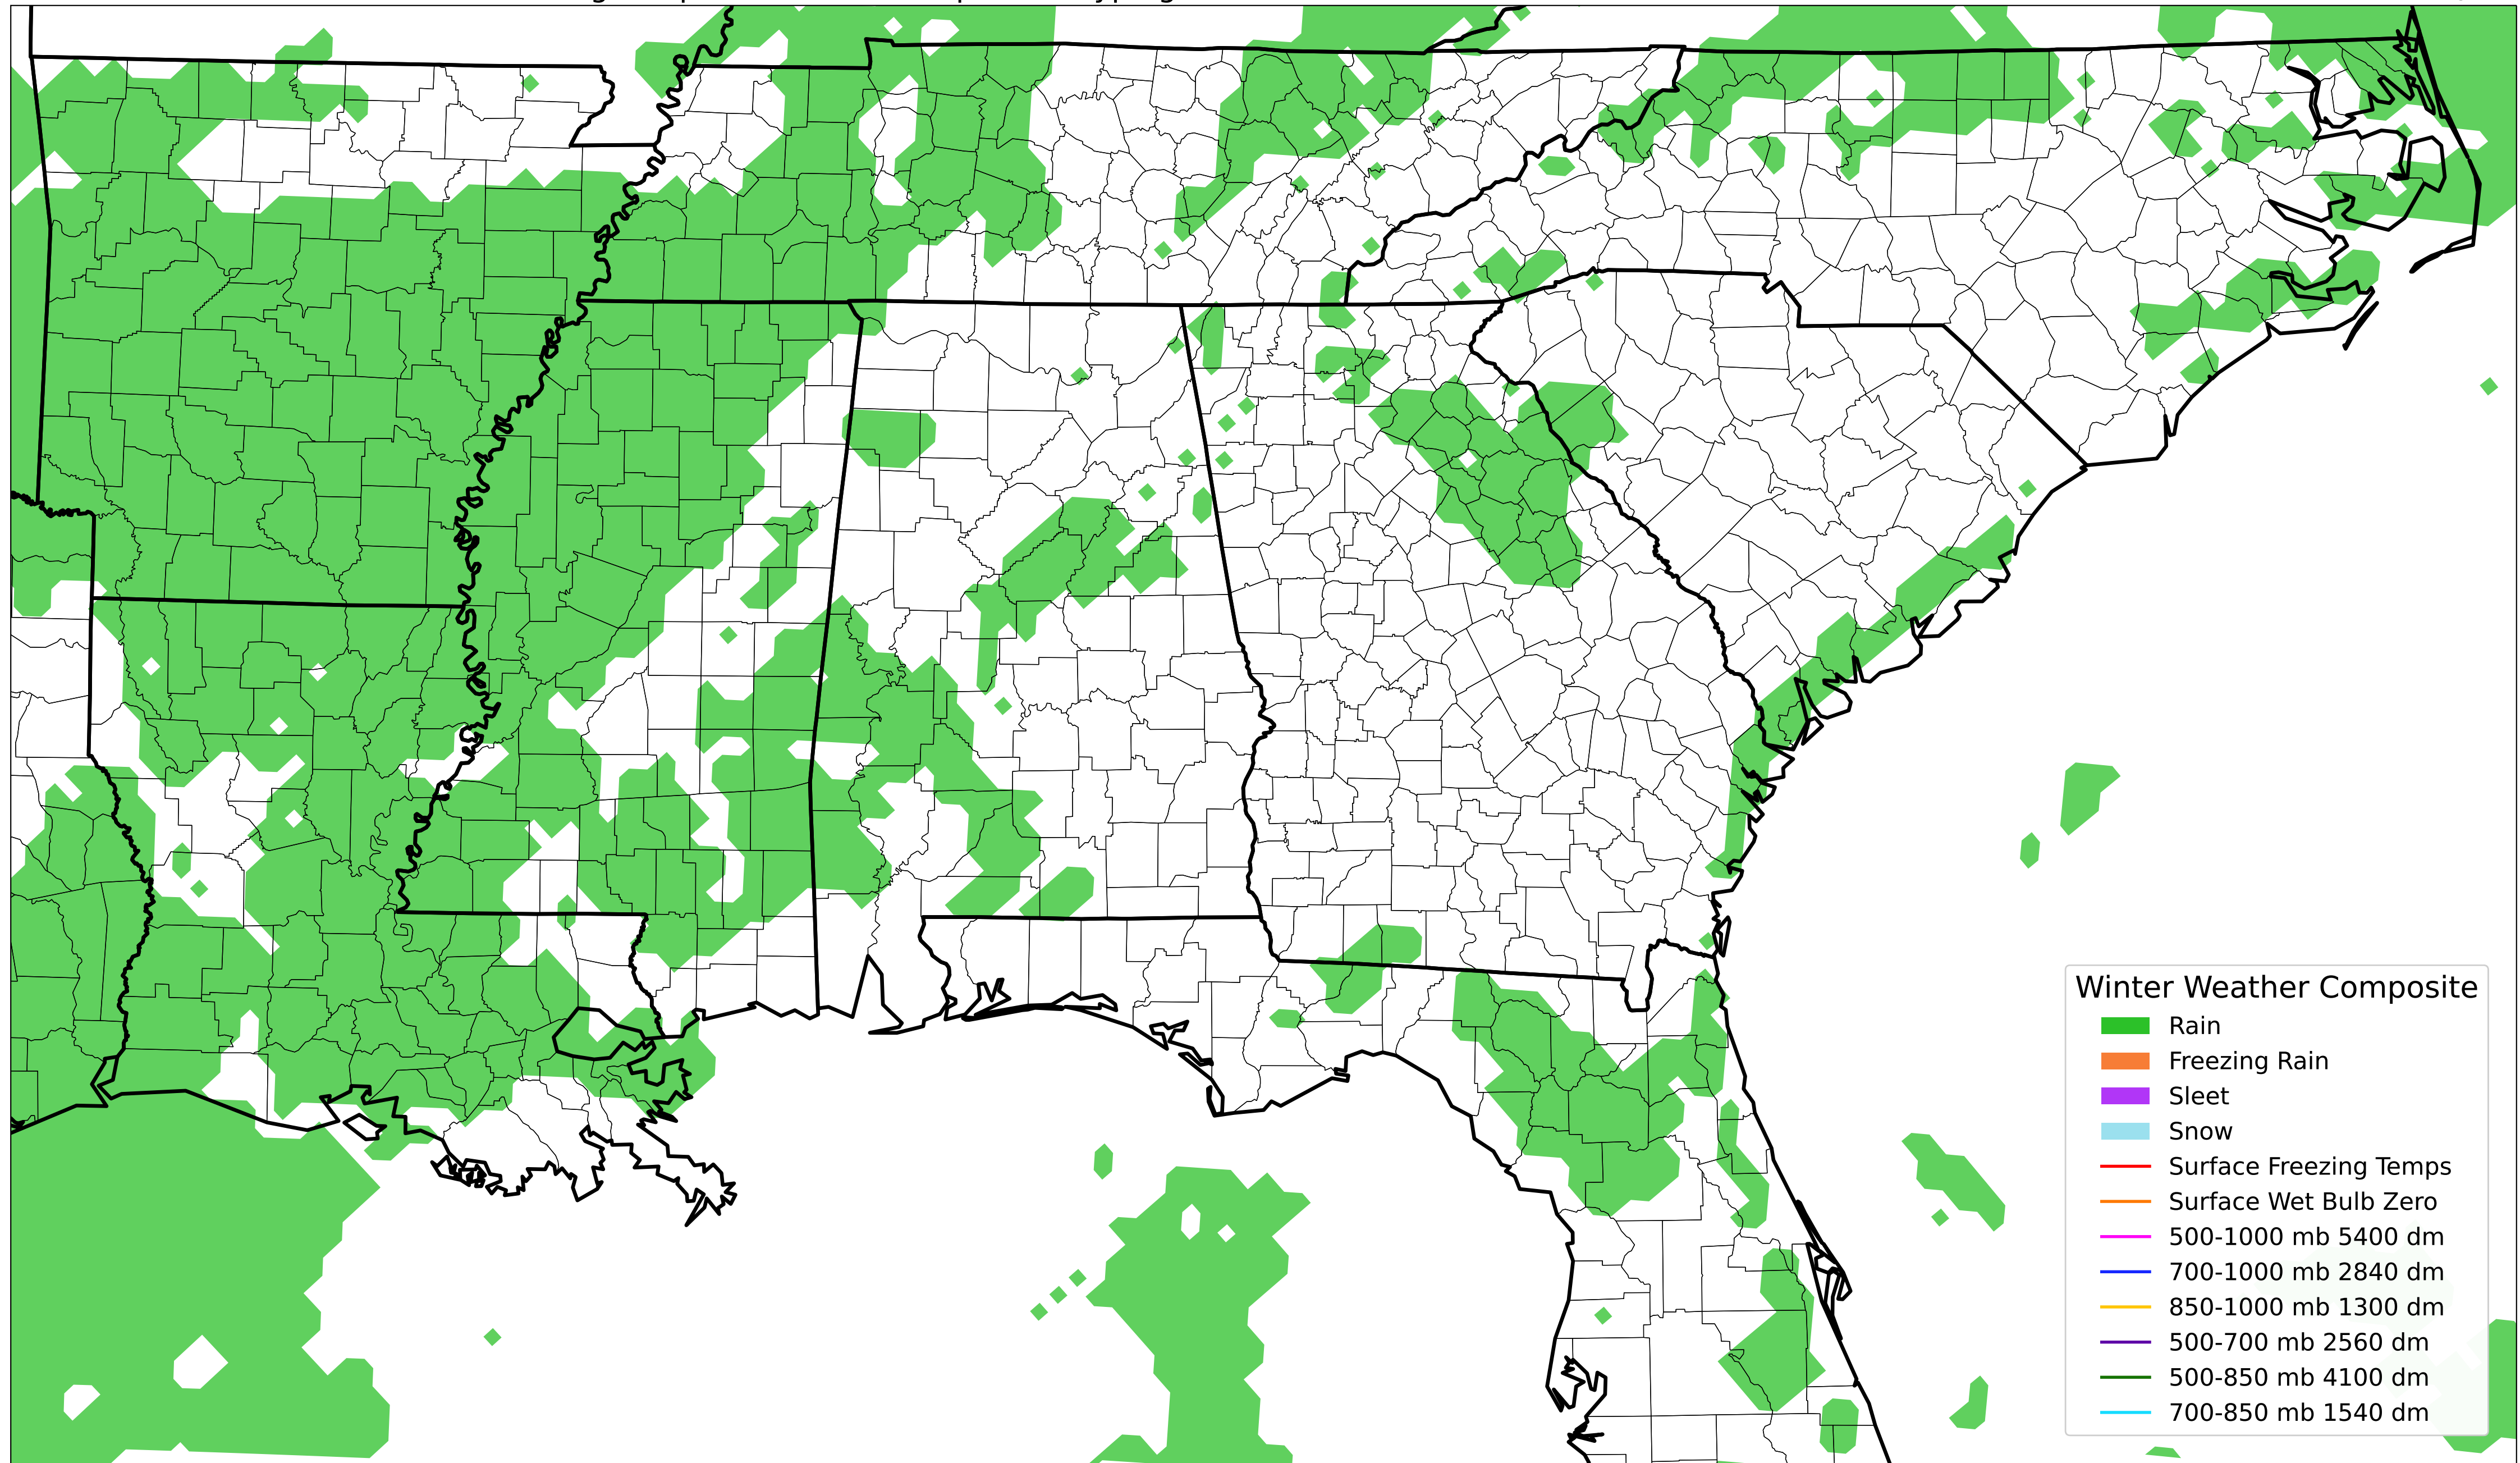 Winter Weather Composite
Rain
Freezing Rain
Sleet
Snow
Surface Freezing Temps
Surface Wet Bulb Zero
500-1000 mb 5400 dm
700-1000 mb 2840 dm
850-1000 mb 1300 dm
500-700 mb 2560 dm
500-850 mb 4100 dm
700-850 mb 1540 dm